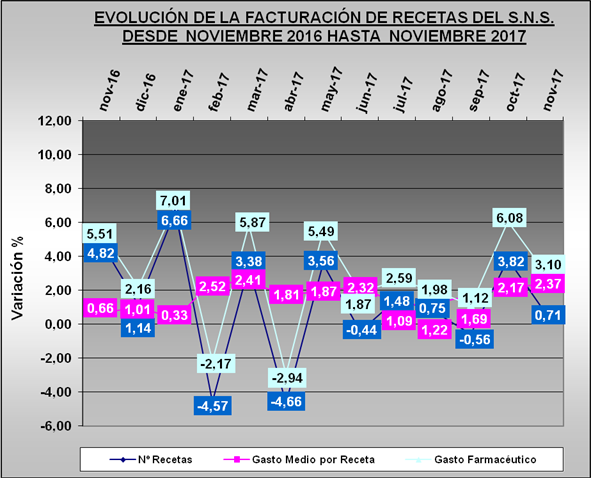 EVOLUCIÓN DE LA FACTURACIÓN DE RECETAS DEL S.N.S.
DESDE NOVIEMBRE 2016 HASTA NOVIEMBRE 2017
nov-16 dic-16 ene-17 feb-17 mar-17 abr-17 may-17 jun-17 jul-17 ago-17 sep-17 oct-17 nov-17
Variación %
12,00
10,00
8,00
6,00
4,00
2,00
0,00
-2,00
-4,00
-6,00
5,51 2,16 7,01 -2,17 5,87 -2,94 5,49 1,87 2,59 1,98 1,12 6,08 3,10
4,82 1,14 6,66 -4,57 3,38 -4,66 3,56 -0,44 1,48 0,75 -0,56 3,82 0,71
0,66 1,01 0,33 2,52 2,41 1,81 1,87 2,32 1,09 1,22 1,69 2,17 2,37
Nº Recetas Gasto Medio por Receta Gasto Farmacéutico